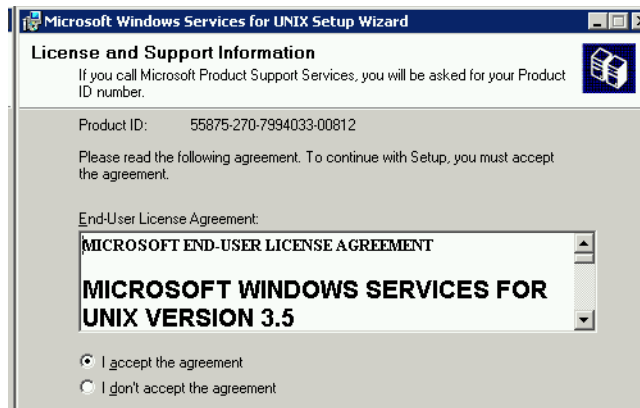 Microsoft Windows Services for UNIX Setup Wizard
License and Support Information
If you call Microsoft Product Support Services, you will be asked for your Product
ID number.
Product ID: 55875-270-7994033-00812
Please read the following agreement. To continue with Setup, you must accept
the agreement.
End-User License Agreement:
MICROSOFT END-USER LICENSE AGREEMENT
MICROSOFT WINDOWS SERVICES FOR
UNIX VERSION 3.5
I accept the agreement
I don't accept the agreement